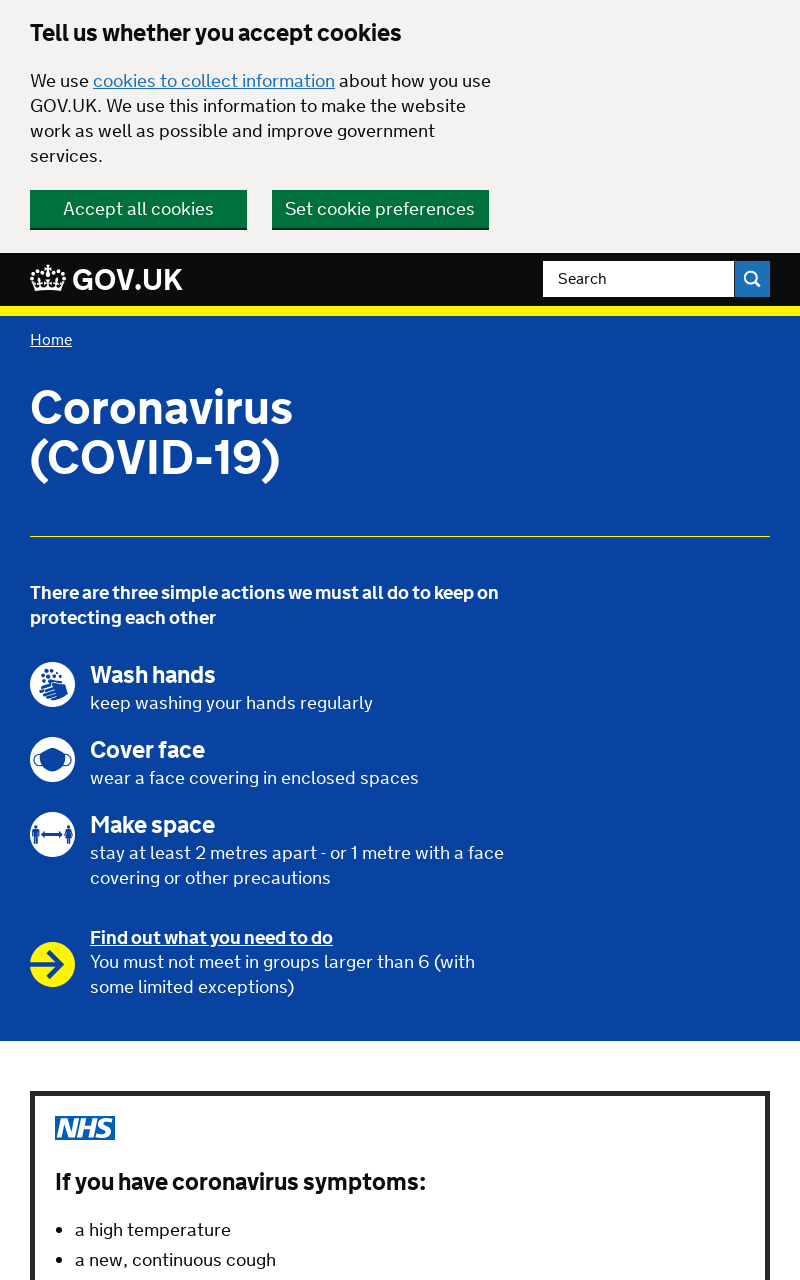 Tell us whether you accept cookies
We use cookies to collect information about how you use
GOV.UK. We use this information to make the website
work as well as possible and improve government
services.
Accept all cookies
Set cookie preferences
GOV.UK
Search
Home
Coronavirus
(COVID-19)
There are three simple actions we must all do to keep on
protecting each other
Wash hands
keep washing your hands regularly
Cover face
wear a face covering in enclosed spaces
Make space
stay at least 2 metres apart - or 1 metre with a face
covering or other precautions
Find out what you need to do
You must not meet in groups larger than 6 (with
some limited exceptions)
NHS
If you have coronavirus symptoms:
• a high temperature
• a new, continuous cough